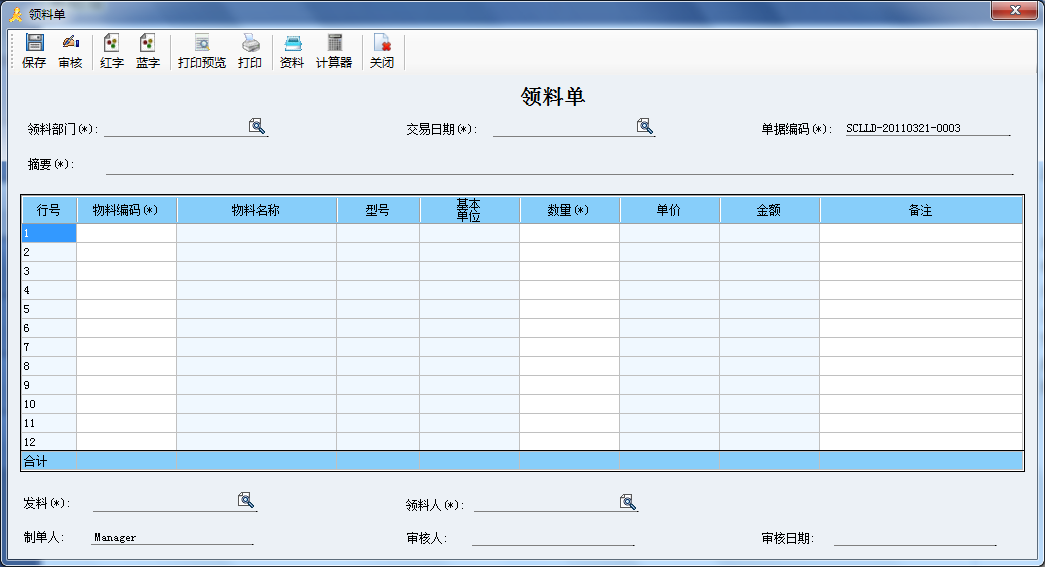 领料单
保存 审核 红字 蓝字 打印预览 打印 资料 计算器 关闭
领料单
领料部门(*): 交易日期(*): 单据编码(*): SCLLD-20110321-0003
摘要(*):
行号 物料编码(*) 物料名称 型号 基本单位 数量(*) 单价 金额 备注
1
2
3
4
5
6
7
8
9
10
11
12
合计
发料(*): 领料人(*):
制单人: Manager 审核人: 审核日期: